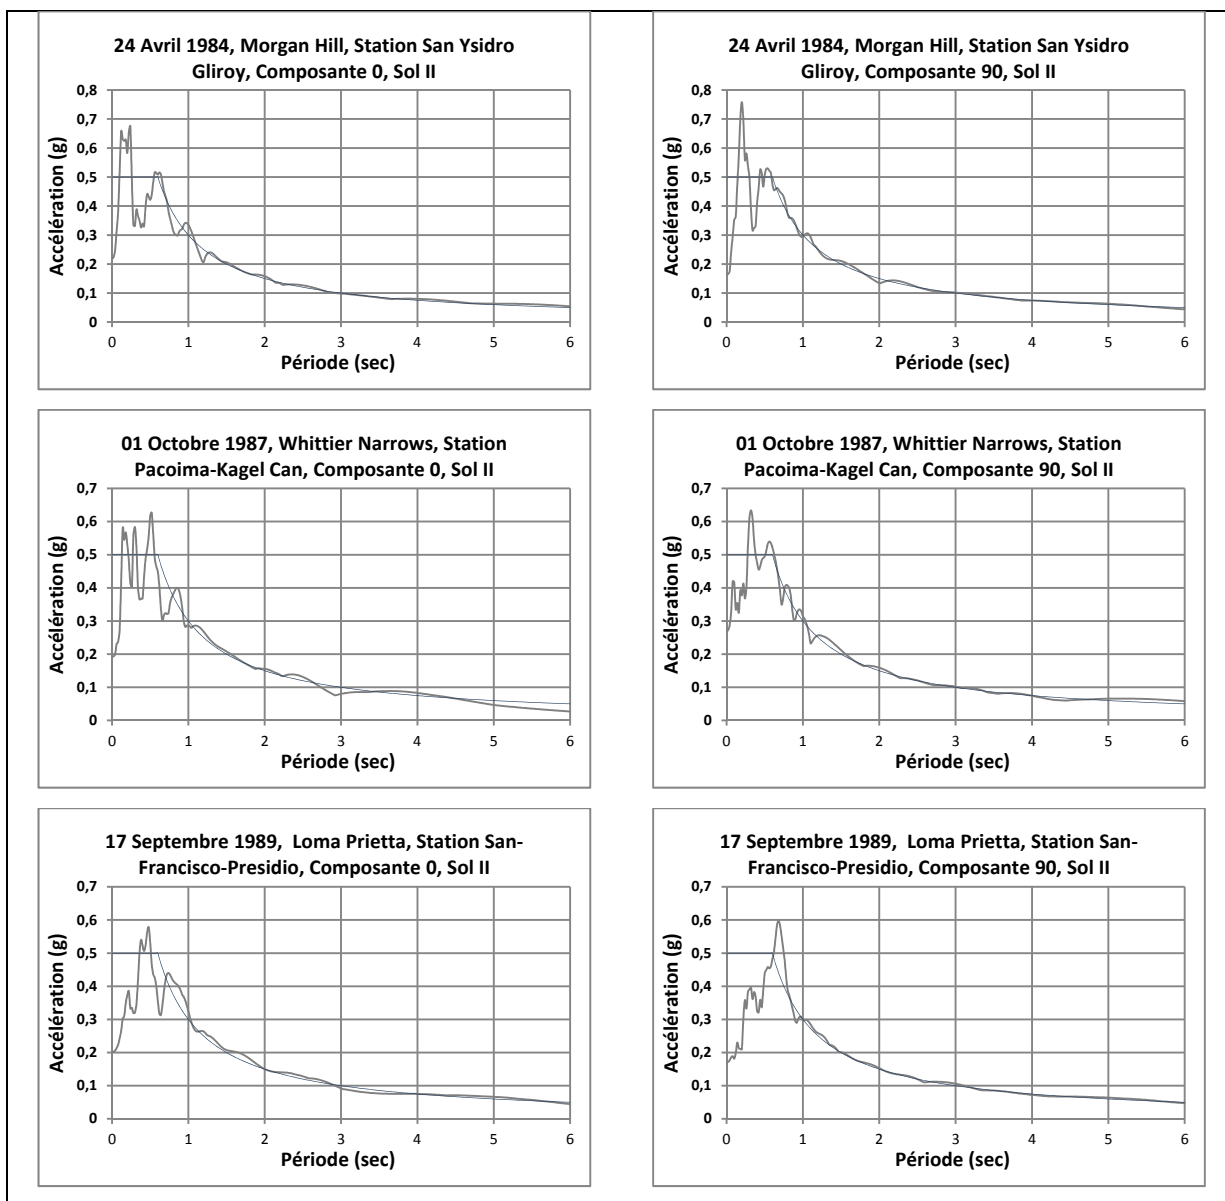 24 Avril 1984, Morgan Hill, Station San Ysidro
Gliroy, Composante 0, Sol II
Accélération (g)
0,8
0,7
0,6
0,5
0,4
0,3
0,2
0,1
0
0 1 2 3 4 5 6
Période (sec)
24 Avril 1984, Morgan Hill, Station San Ysidro
Gliroy, Composante 90, Sol II
Accélération (g)
0,8
0,7
0,6
0,5
0,4
0,3
0,2
0,1
0
0 1 2 3 4 5 6
Période (sec)
01 Octobre 1987, Whittier Narrows, Station
Pacoima-Kagel Can, Composante 0, Sol II
Accélération (g)
0,7
0,6
0,5
0,4
0,3
0,2
0,1
0
0 1 2 3 4 5 6
Période (sec)
01 Octobre 1987, Whittier Narrows, Station
Pacoima-Kagel Can, Composante 90, Sol II
Accélération (g)
0,7
0,6
0,5
0,4
0,3
0,2
0,1
0
0 1 2 3 4 5 6
Période (sec)
17 Septembre 1989, Loma Prietta, Station San-
Francisco-Presidio, Composante 0, Sol II
Accélération (g)
0,7
0,6
0,5
0,4
0,3
0,2
0,1
0
0 1 2 3 4 5 6
Période (sec)
17 Septembre 1989, Loma Prietta, Station San-
Francisco-Presidio, Composante 90, Sol II
Accélération (g)
0,7
0,6
0,5
0,4
0,3
0,2
0,1
0
0 1 2 3 4 5 6
Période (sec)